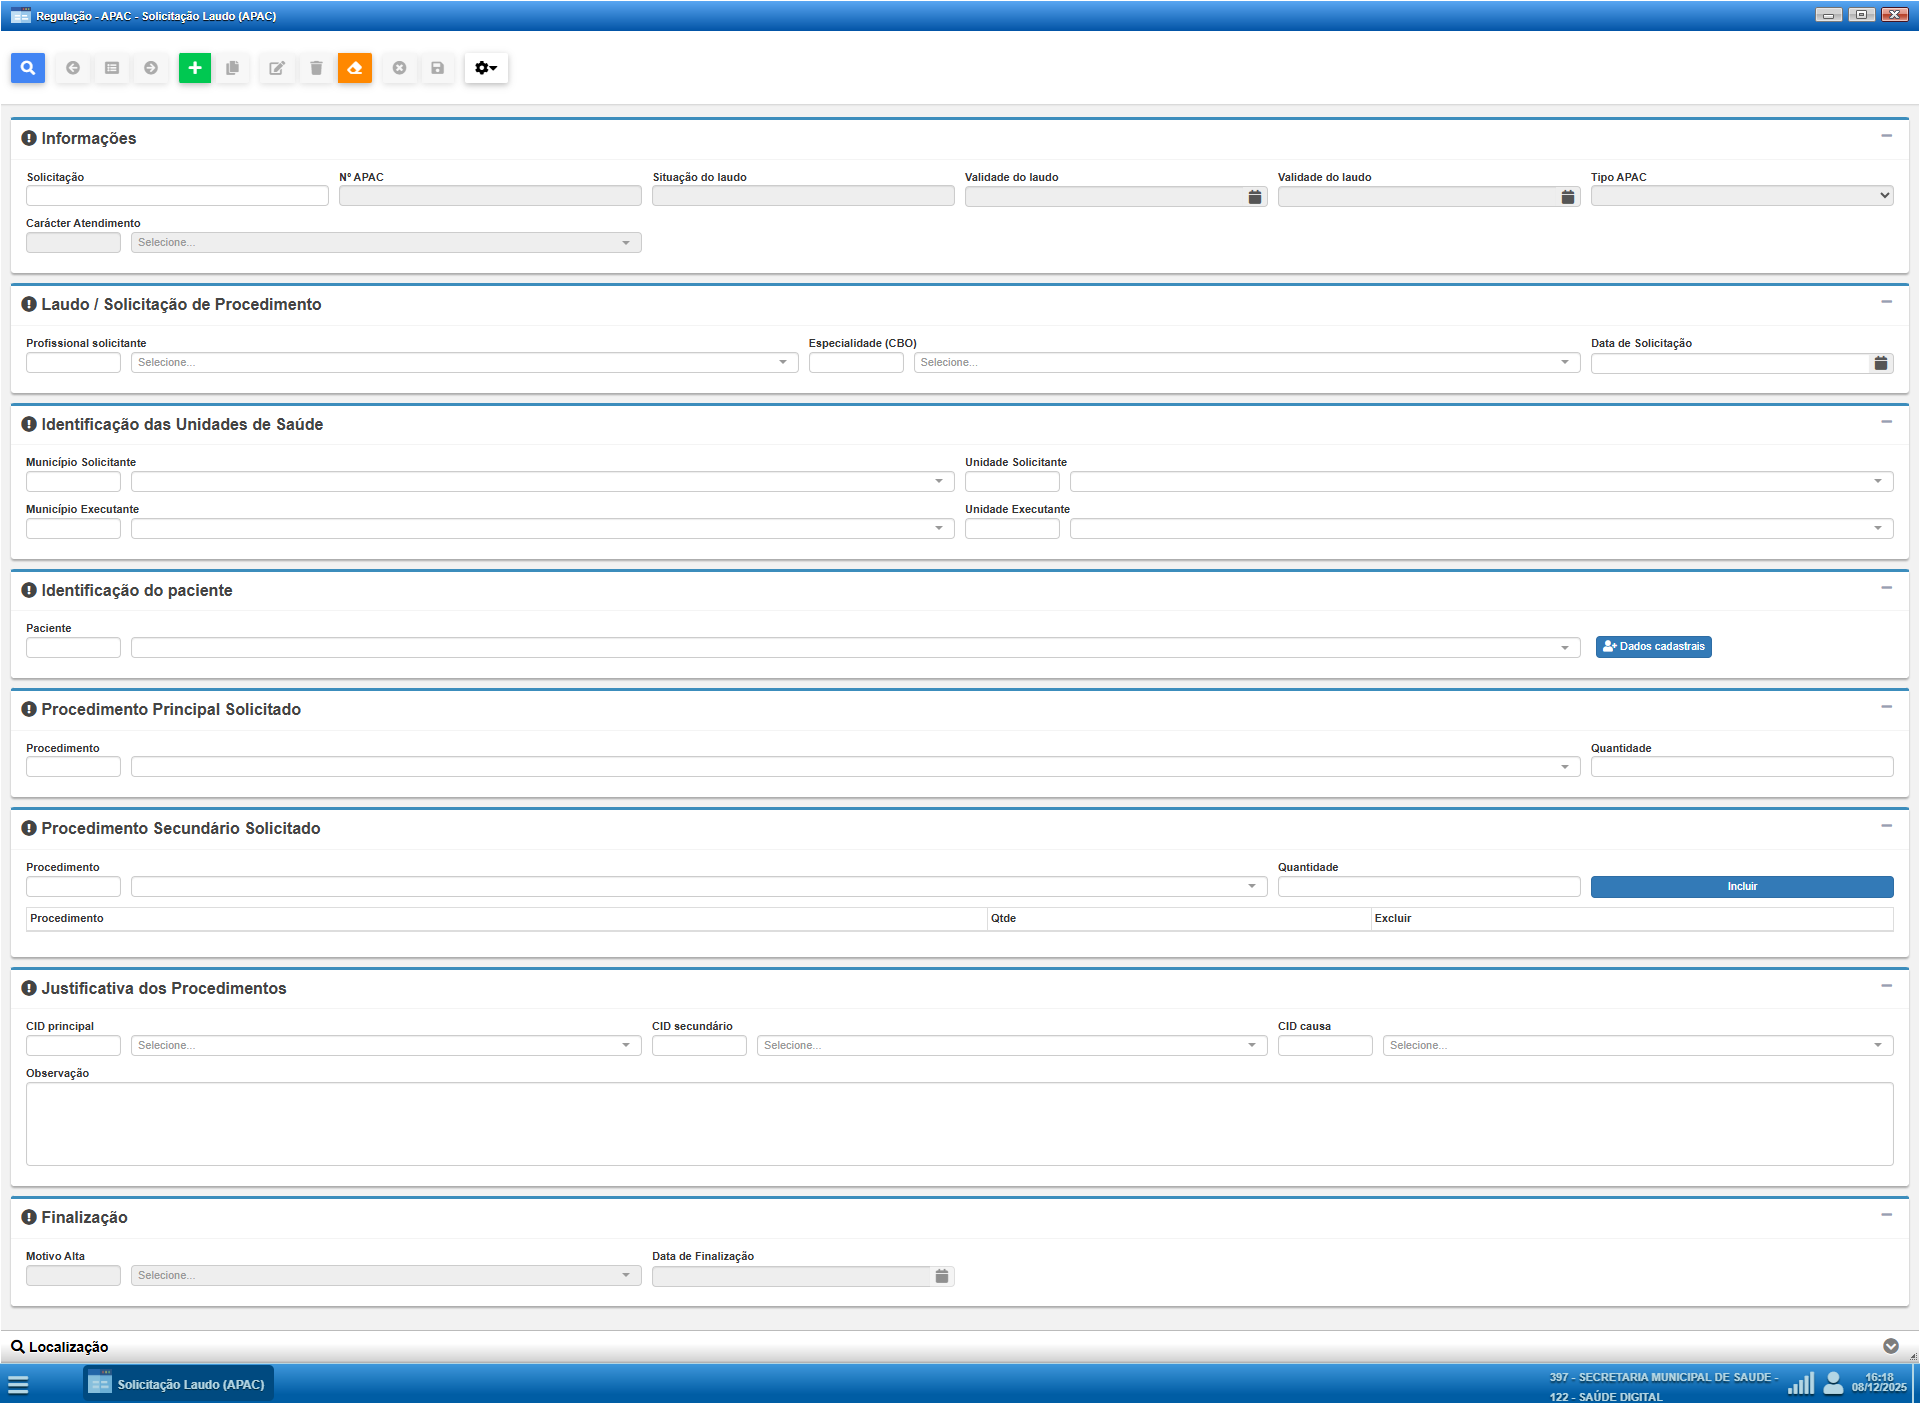 Regulação - APAC - Solicitação Laudo (APAC)
Informações
Solicitação Nº APAC Situação do laudo Validade do laudo Validade do laudo Tipo APAC
Carácter Atendimento
Selecione...
Laudo / Solicitação de Procedimento
Profissional solicitante Especialidade (CBO) Data de Solicitação
Selecione... Selecione...
Identificação das Unidades de Saúde
Município Solicitante Unidade Solicitante
Município Executante Unidade Executante
Identificação do paciente
Paciente
Dados cadastrais
Procedimento Principal Solicitado
Procedimento Quantidade
Procedimento Secundário Solicitado
Procedimento Quantidade
Incluir
Procedimento Qtde Excluir
Justificativa dos Procedimentos
CID principal CID secundário CID causa
Selecione... Selecione... Selecione...
Observação
Finalização
Motivo Alta Data de Finalização
Selecione...
Localização
Solicitação Laudo (APAC)
397 - SECRETARIA MUNICIPAL DE SAUDE -
122 - SAÚDE DIGITAL
16:18
08/12/2025